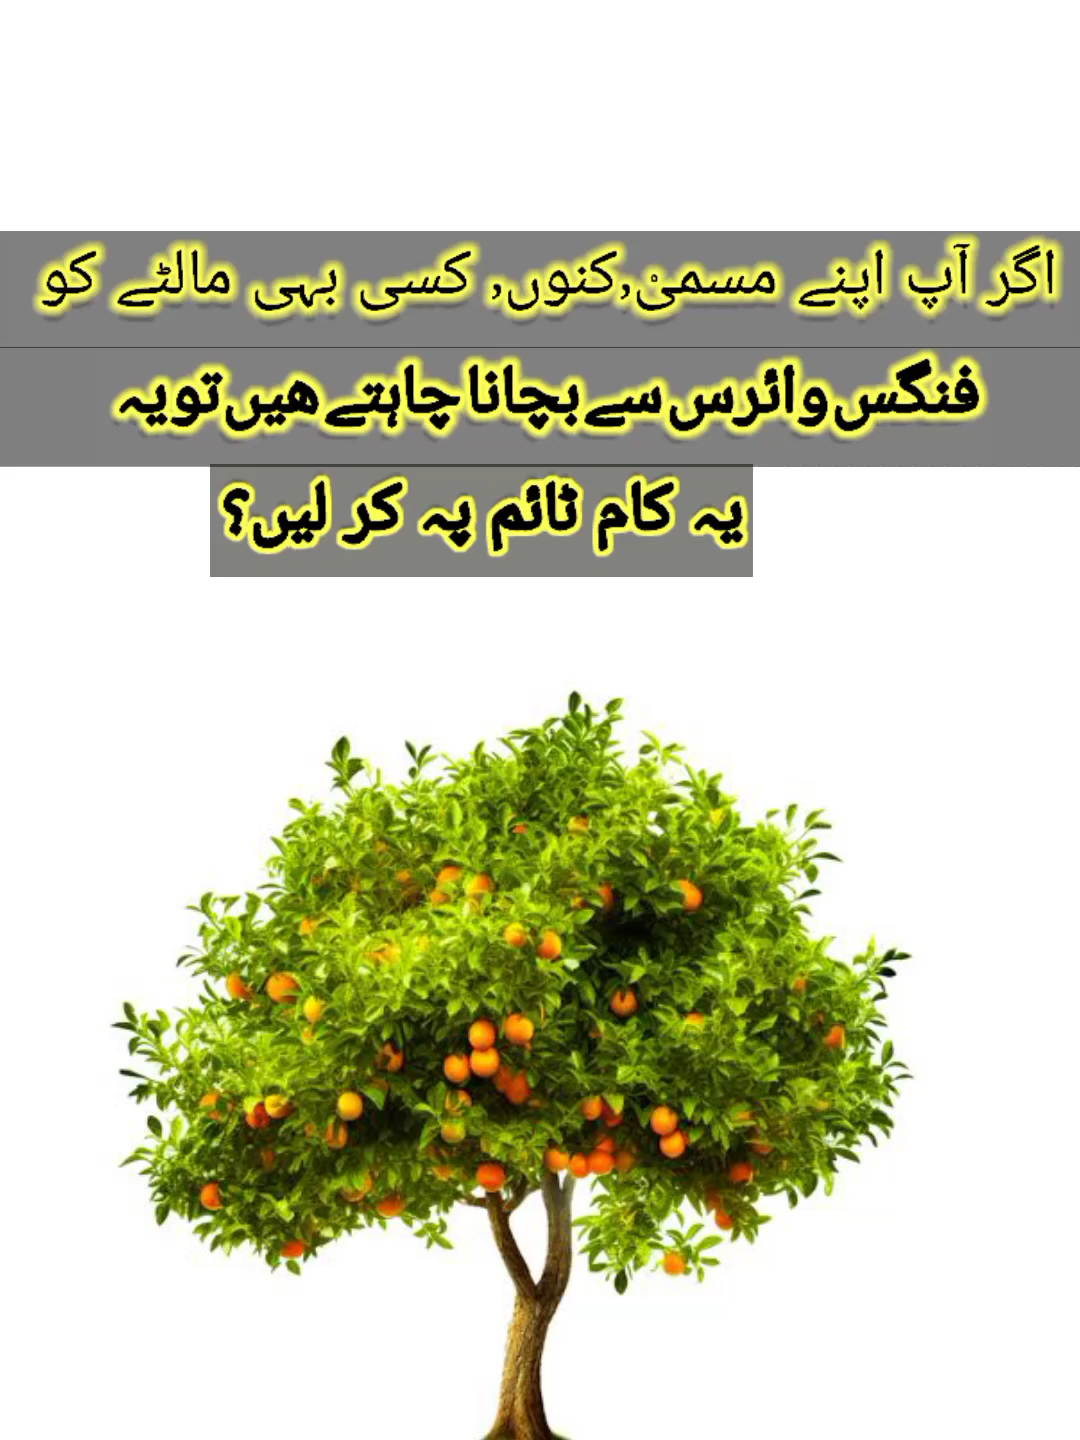 اگر آپ اپنے مسمیْ,کنوں, کسی بہی مالٹے کو
فنگس وائرس سے بچانا چاہتے ھیں تو یہ
یہ کام ٹائم پہ کر لیں؟